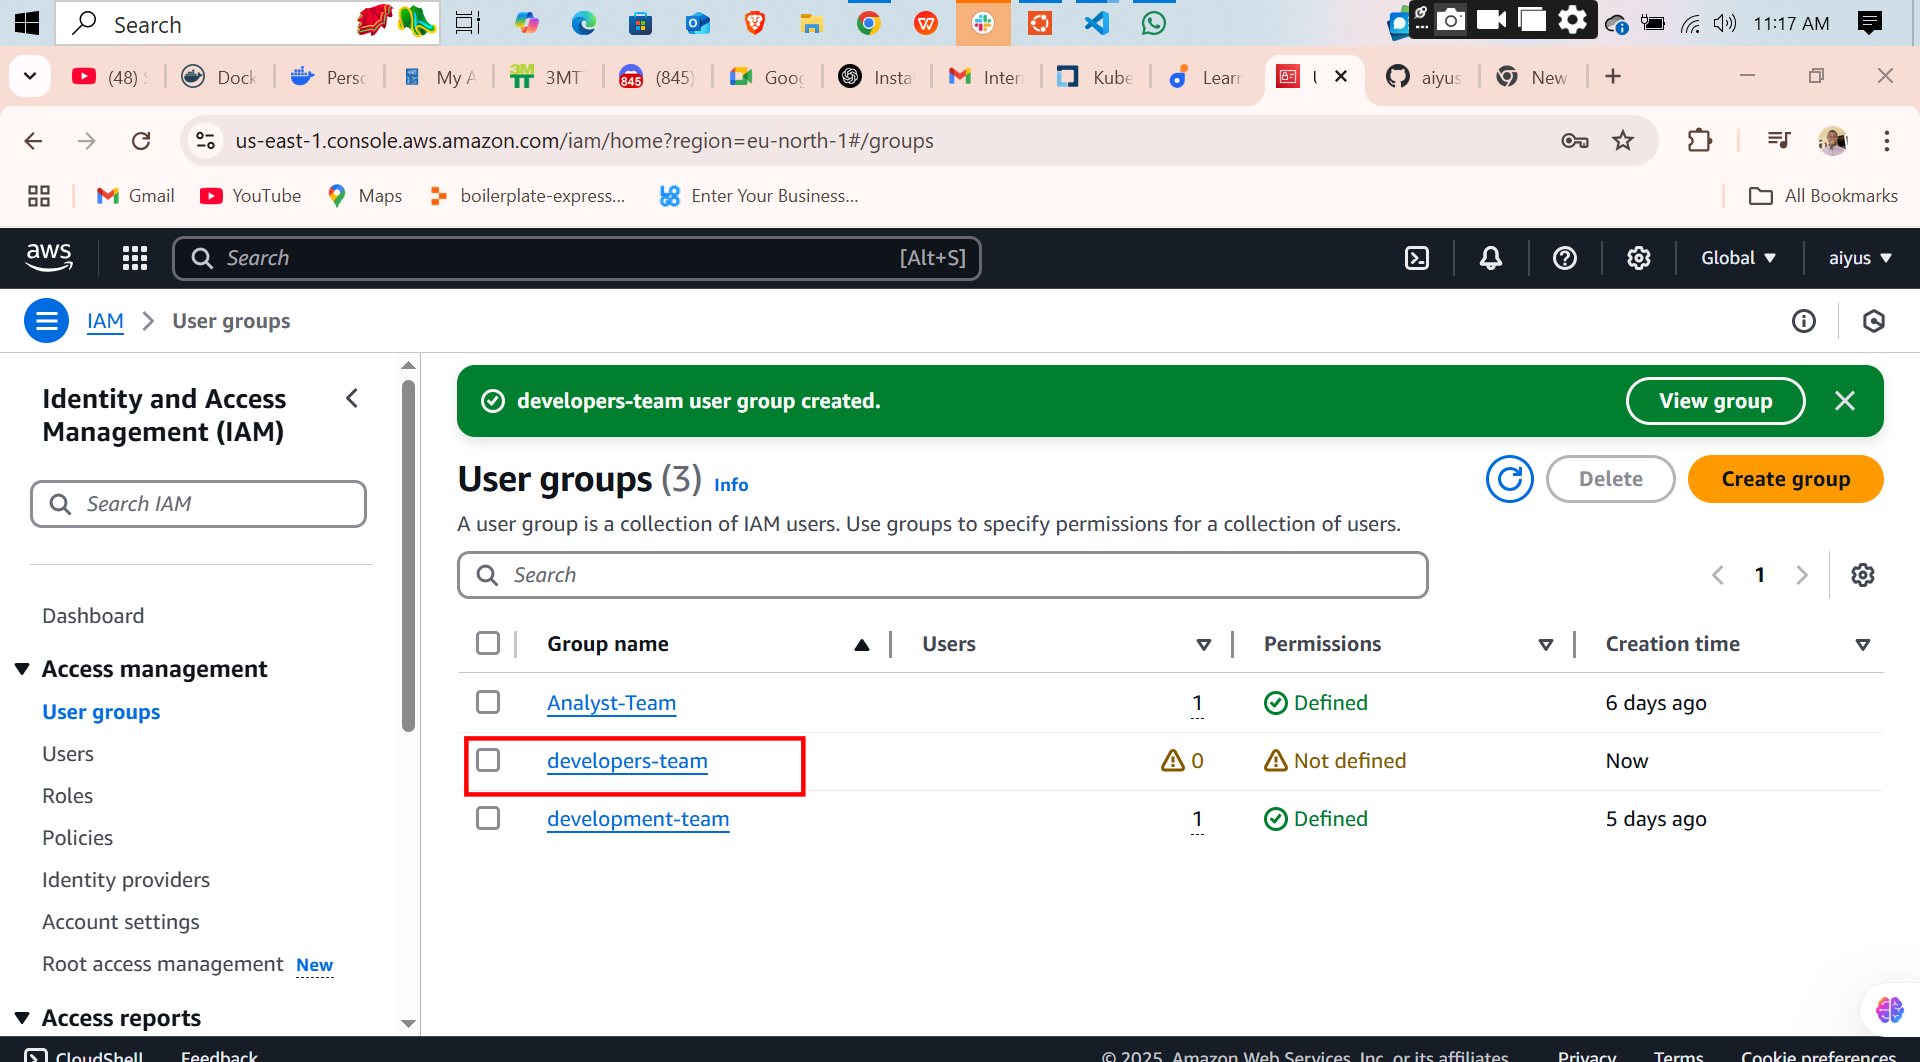 Search
11:17 AM
(48)
Dock
Perso
My A
3MT
845
(845)
Goog
Instal
Intern
Kube
Learn
aiyus
New
us-east-1.console.aws.amazon.com/iam/home?region=eu-north-1#/groups
Gmail
YouTube
Maps
boilerplate-express...
Enter Your Business...
All Bookmarks
aws
Search
[Alt+S]
Global
aiyus
IAM
User groups
Identity and Access
Management (IAM)
Search IAM
Dashboard
Access management
User groups
Users
Roles
Policies
Identity providers
Account settings
Root access management New
Access reports
developers-team user group created.
View group
User groups (3) Info
Delete
Create group
A user group is a collection of IAM users. Use groups to specify permissions for a collection of users.
Search
1
Group name Users Permissions Creation time
Analyst-Team 1 Defined 6 days ago
developers-team 0 Not defined Now
development-team 1 Defined 5 days ago
CloudShell Feedback © 2025, Amazon Web Services, Inc. or its affiliates. Privacy Terms Cookie preferences